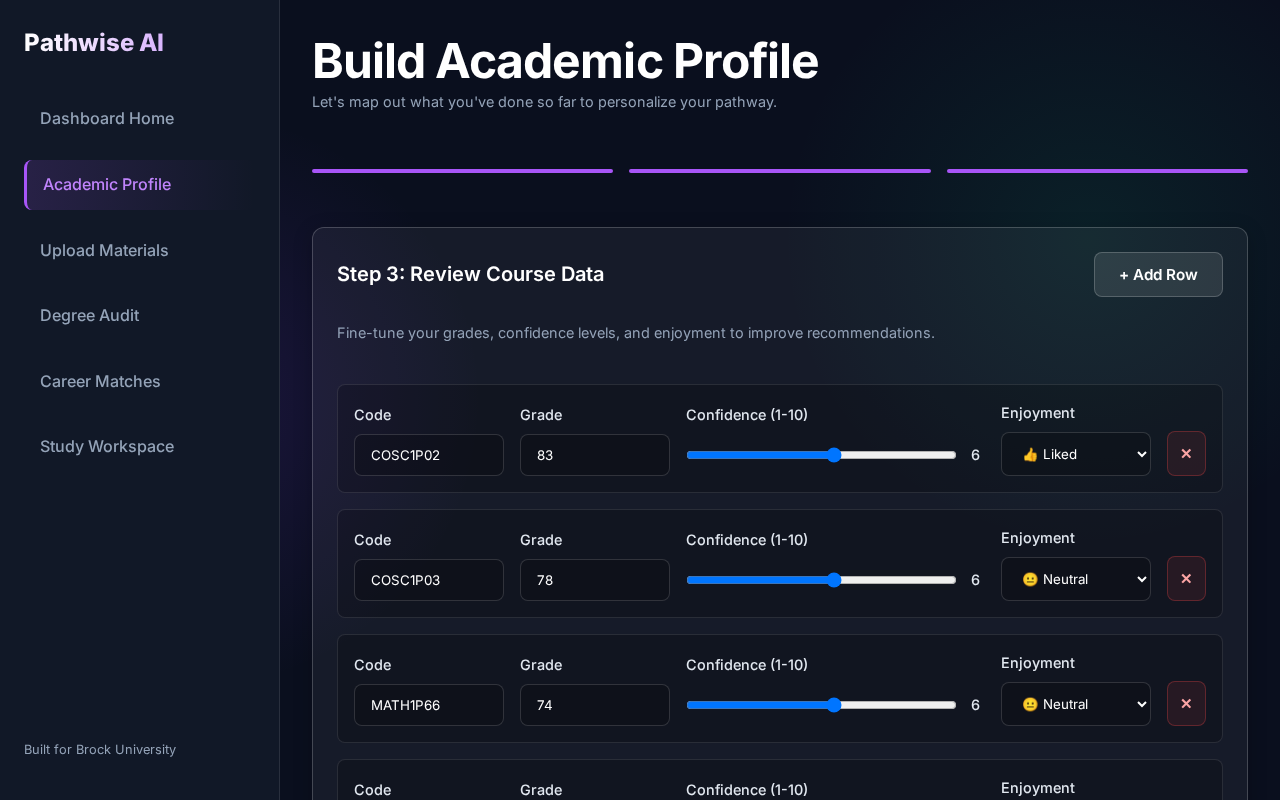 Pathwise AI
Dashboard Home
Academic Profile
Upload Materials
Degree Audit
Career Matches
Study Workspace
Built for Brock University
Build Academic Profile
Let's map out what you've done so far to personalize your pathway.
Step 3: Review Course Data
+ Add Row
Fine-tune your grades, confidence levels, and enjoyment to improve recommendations.
Code Grade Confidence (1-10) Enjoyment
COSC1P02 83 6 👍 Liked ✕
Code Grade Confidence (1-10) Enjoyment
COSC1P03 78 6 😐 Neutral ✕
Code Grade Confidence (1-10) Enjoyment
MATH1P66 74 6 😐 Neutral ✕
Code Grade Confidence (1-10) Enjoyment